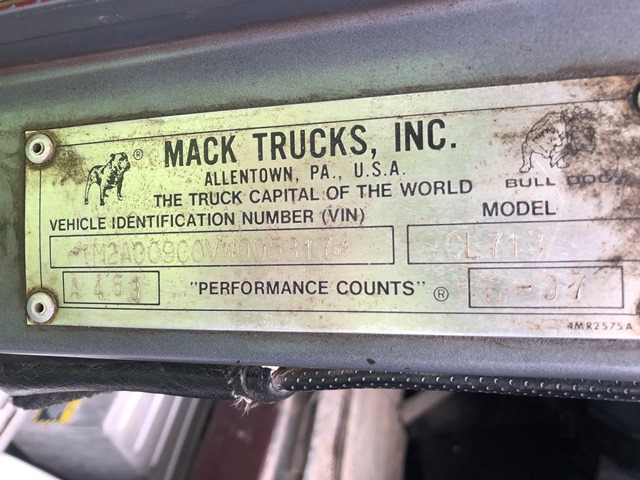 ®
MACK TRUCKS, INC.
ALLENTOWN, PA., U.S.A.
THE TRUCK CAPITAL OF THE WORLD
BULL DOG
VEHICLE IDENTIFICATION NUMBER (VIN)
MODEL
CL713
A 463
"PERFORMANCE COUNTS" ®
4MR2575A